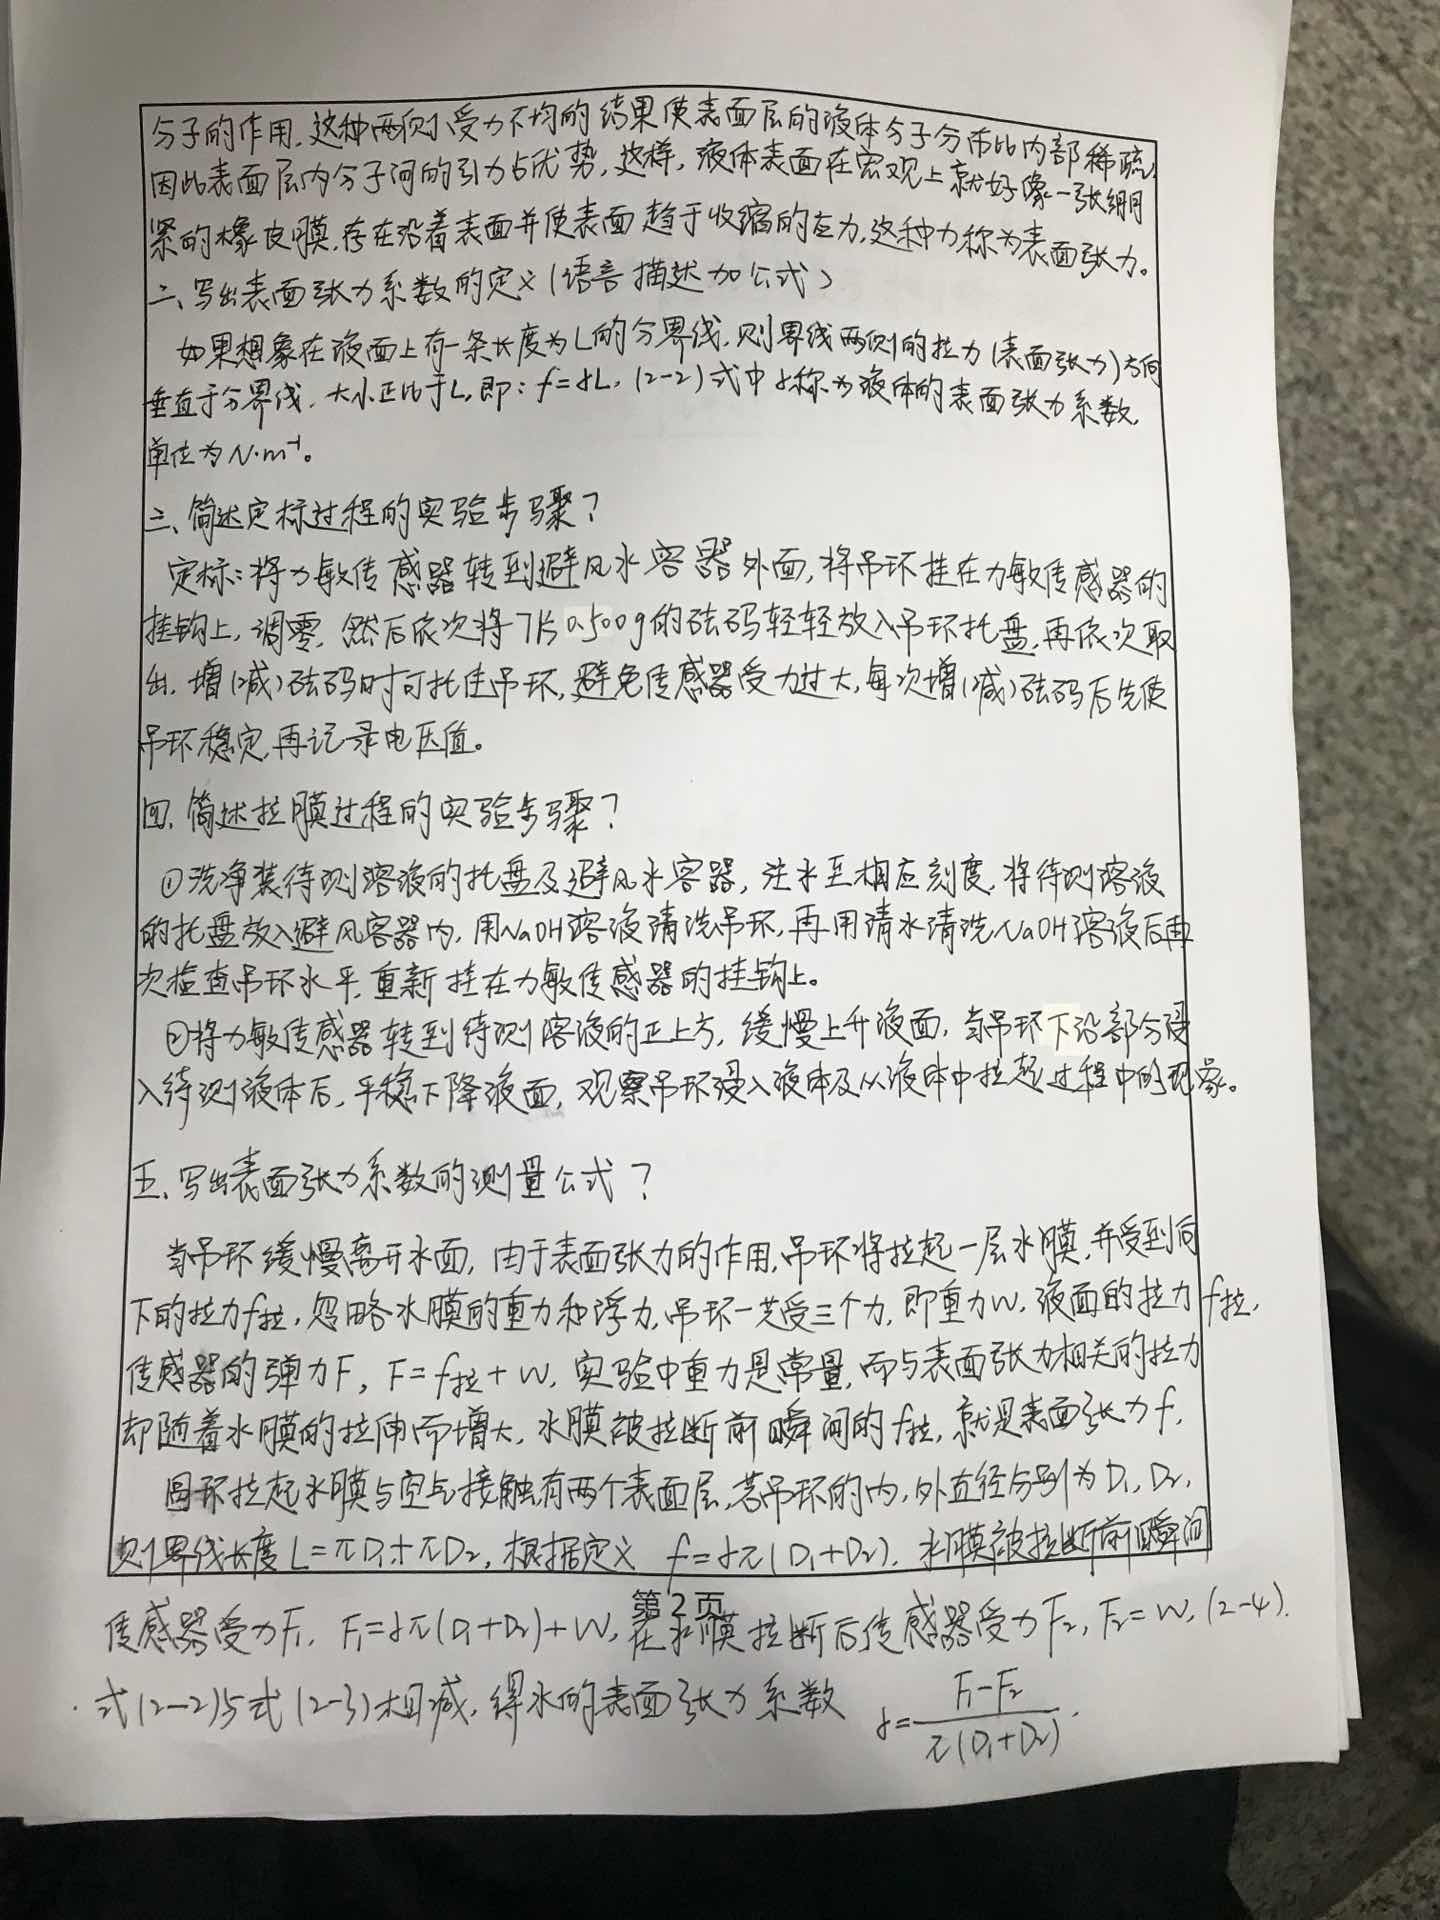 分子的作用,这种两侧受力不均的结果使表面层的液体分子分布比内部稀疏,
因此表面层内分子间的引力占优势,这样,液体表面在宏观上就好像一张绷
紧的橡皮膜,存在沿着表面并使表面趋于收缩的应力,这种力称为表面张力。
二、写出表面张力系数的定义(语言描述加公式)
如果想象在液面上有一条长度为L的分界线,则界线两侧的拉力(表面张力)方向
垂直于分界线,大小正比于L,即:f=γL,(2-2)式中γ称为液体的表面张力系数,
单位为N·m⁻¹。
三、简述定标过程的实验步骤?
定标:将力敏传感器转到避风水容器外面,将吊环挂在力敏传感器的
挂钩上,调零,然后依次将7片0.500g的砝码轻轻放入吊环托盘,再依次取
出,增(减)砝码时可托住吊环,避免传感器受力过大,每次增(减)砝码后先使
吊环稳定,再记录电压值。
四、简述拉膜过程的实验步骤?
①洗净装待测溶液的托盘及避风水容器,注水至相应刻度,将待测溶液
的托盘放入避风容器内,用NaOH溶液清洗吊环,再用清水清洗NaOH溶液后再
次检查吊环水平,重新挂在力敏传感器的挂钩上。
②将力敏传感器转到待测溶液的正上方,缓慢上升液面,当吊环下沿部分浸
入待测液体后,平稳下降液面,观察吊环浸入液体及从液体中拉起过程中的现象。
五、写出表面张力系数的测量公式?
当吊环缓慢离开水面,由于表面张力的作用,吊环将拉起一层水膜,并受到向
下的拉力f拉,忽略水膜的重力和浮力,吊环一共受三个力,即重力W,液面的拉力f拉,
传感器的弹力F,F=f拉+W,实验中重力是常量,而与表面张力相关的拉力
却随着水膜的拉伸而增大,水膜被拉断前瞬间的f拉,就是表面张力f.
圆环拉起水膜与空气接触有两个表面层,若吊环的内,外直径分别为D₁,D₂,
则界线长度L=πD₁+πD₂,根据定义 f=γπ(D₁+D₂).水膜被拉断前瞬间
第2页
传感器受力F₁,F₁=γπ(D₁+D₂)+W,在水膜拉断后传感器受力F₂,F₂=W,(2-4).
式(2-2)与式(2-3)相减,得水的表面张力系数 γ=(F₁-F₂)/(π(D₁+D₂)).